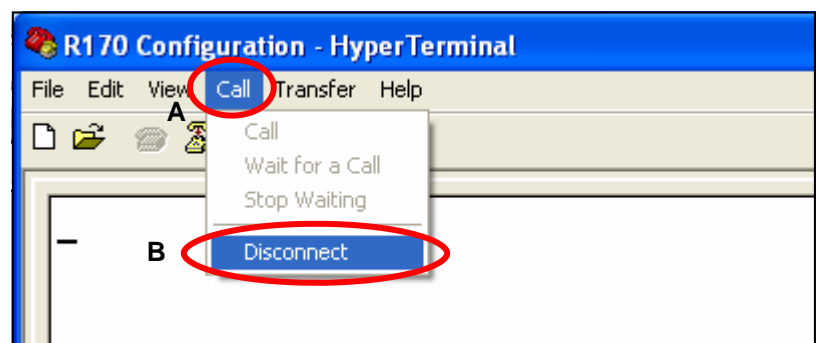 R170 Configuration - HyperTerminal
File Edit View Call Transfer Help
A
Call
Wait for a Call
Stop Waiting
B Disconnect